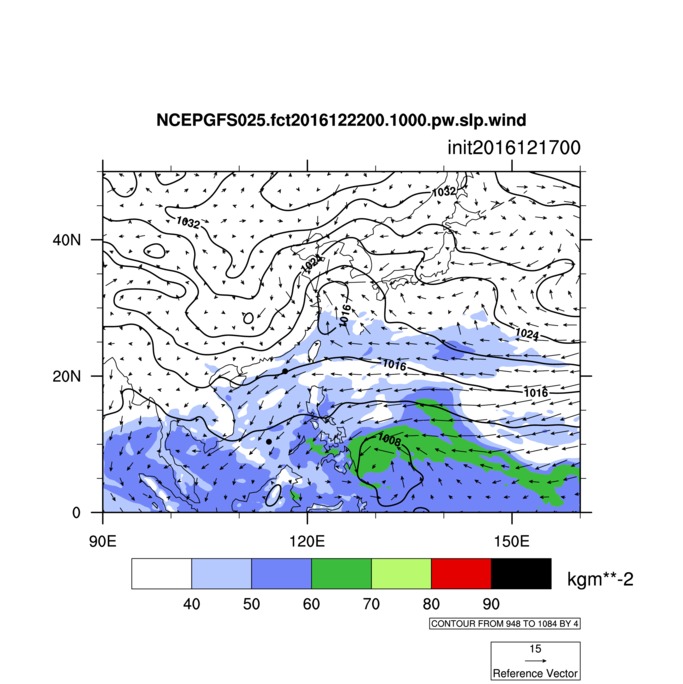 NCEPGFS025.fct2016122200.1000.pw.slp.wind
init2016121700
1032
1032
40N
1024
1016
1024
20N
1016
1016
1008
0
90E 120E 150E
kgm**-2
40 50 60 70 80 90
CONTOUR FROM 948 TO 1084 BY 4
15
Reference Vector